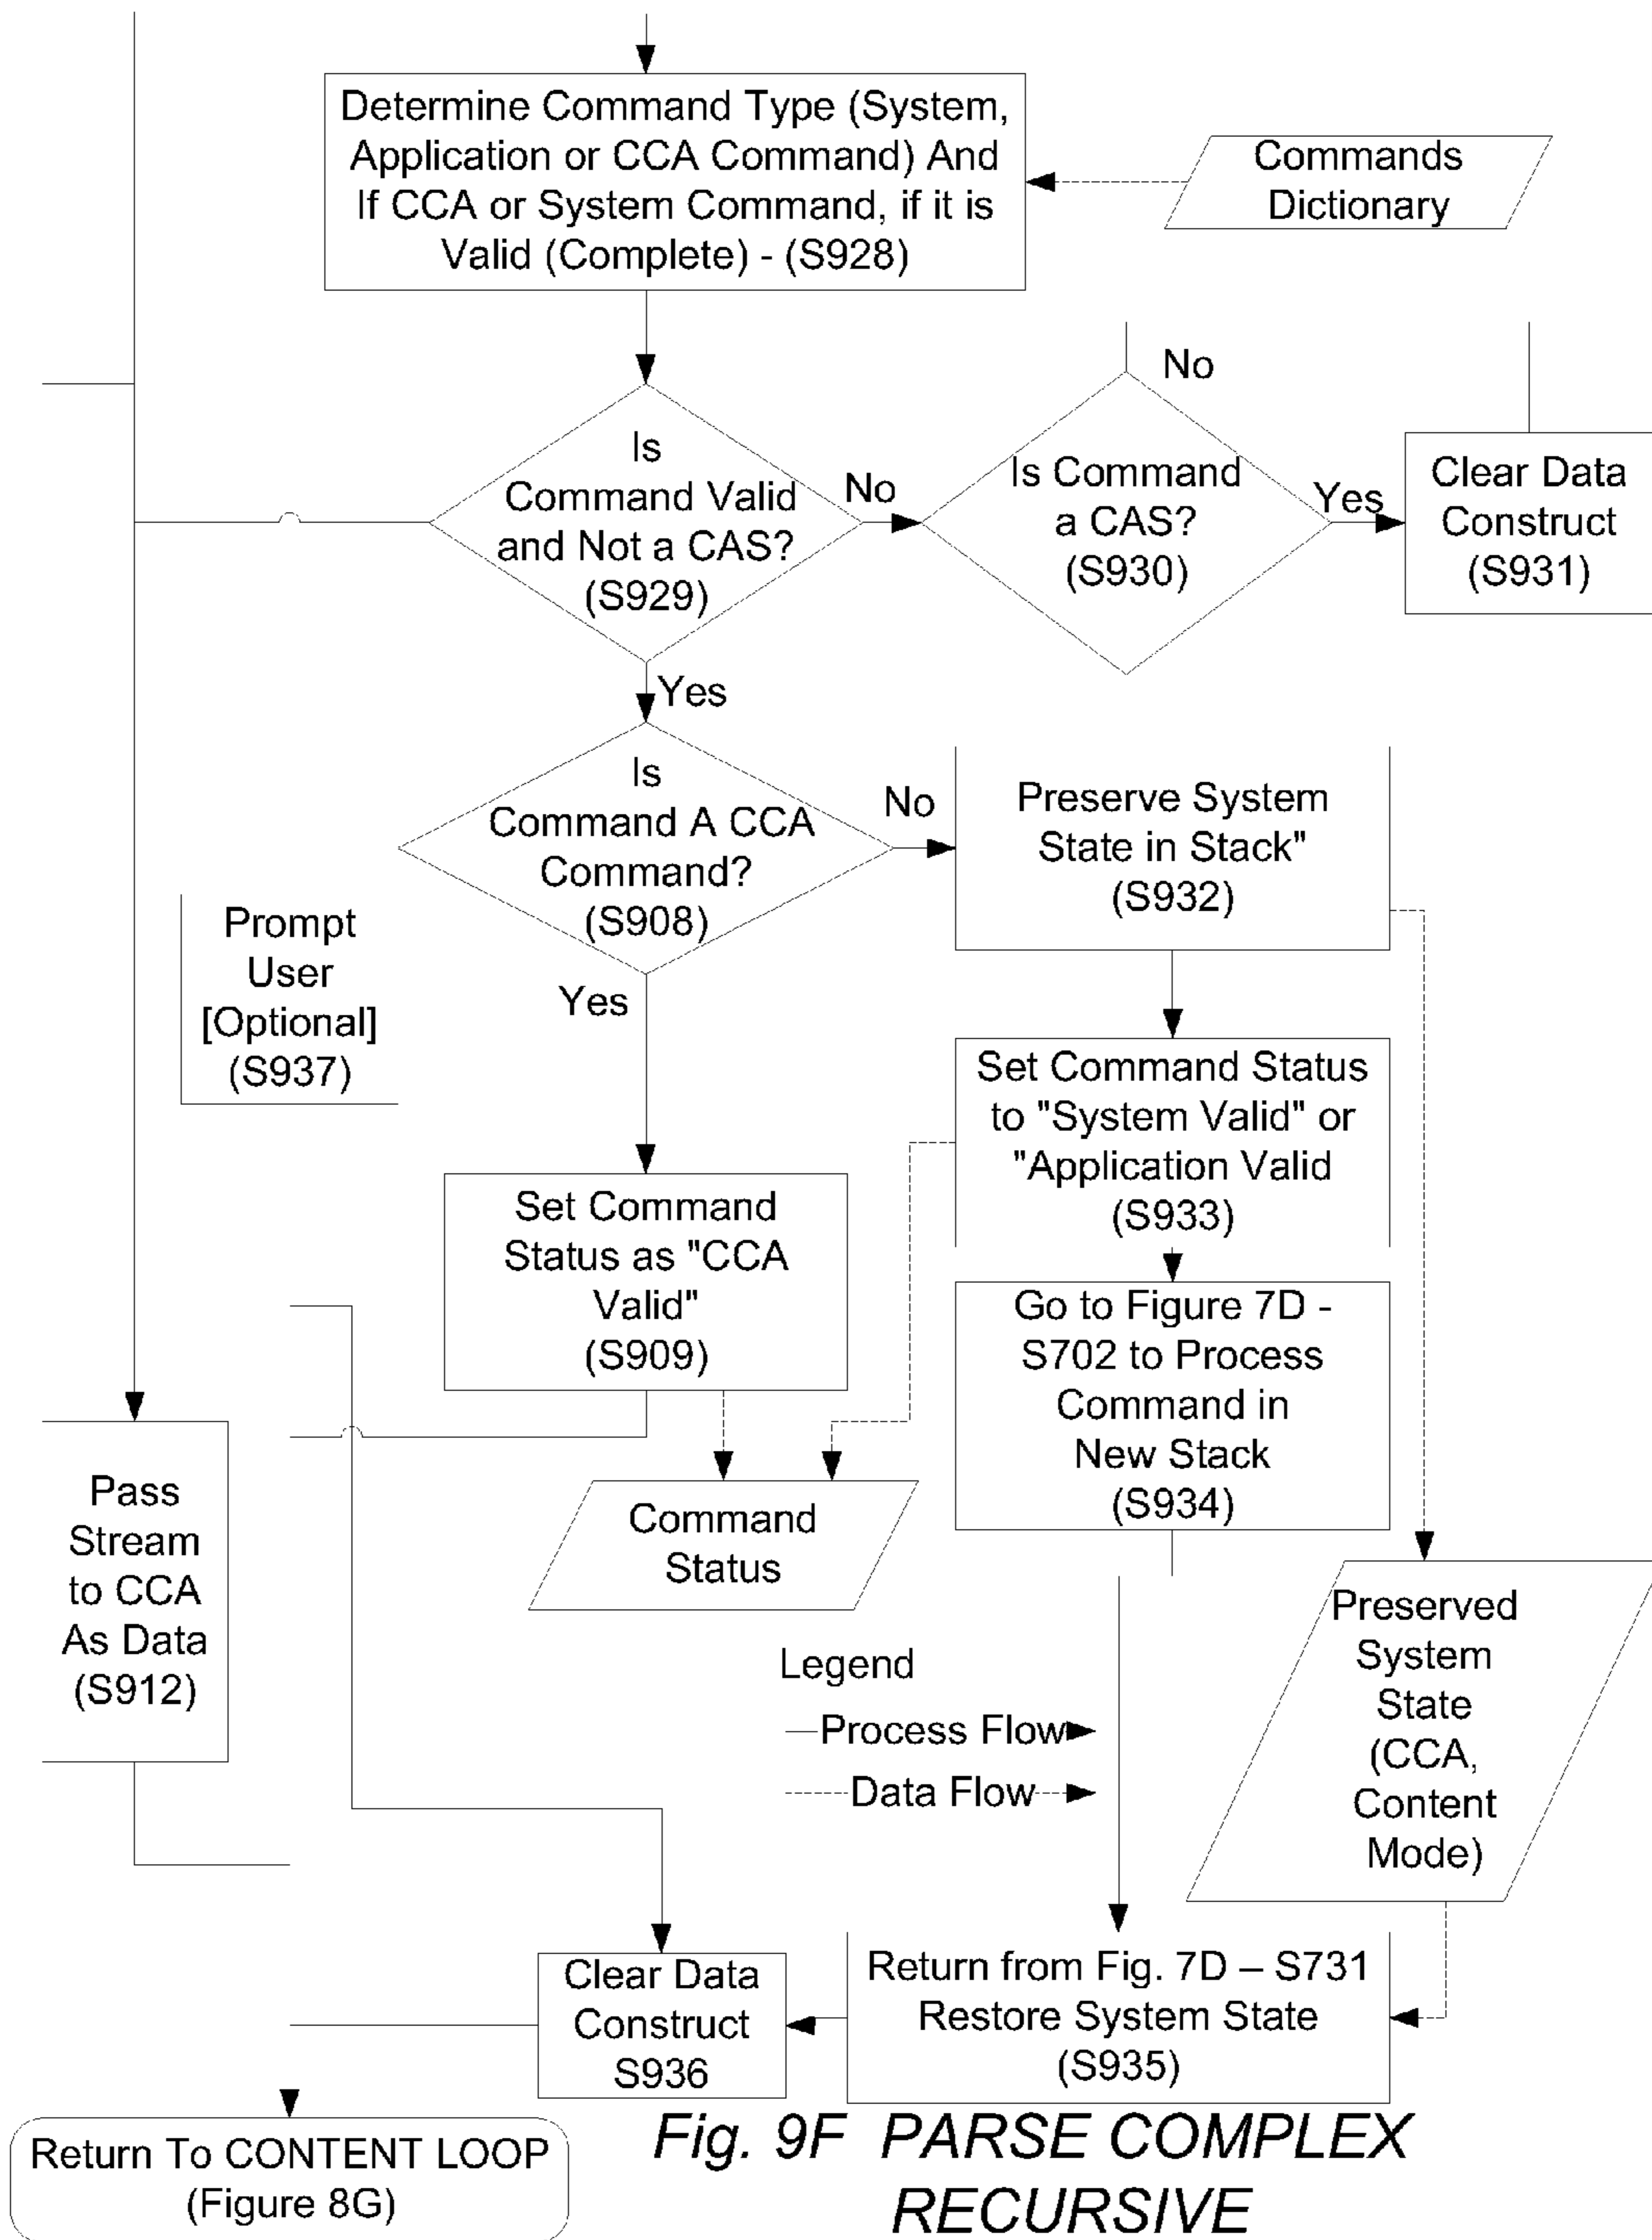 Determine Command Type (System,
Application or CCA Command) And
If CCA or System Command, if it is
Valid (Complete) - (S928)
Commands
Dictionary
Is
Command Valid
and Not a CAS?
(S929)
No
No
Is Command
a CAS?
(S930)
Yes
Clear Data
Construct
(S931)
Yes
Is
Command A CCA
Command?
(S908)
No
Preserve System
State in Stack"
(S932)
Prompt
User
[Optional]
(S937)
Yes
Set Command Status
to "System Valid" or
"Application Valid
(S933)
Set Command
Status as "CCA
Valid"
(S909)
Go to Figure 7D -
S702 to Process
Command in
New Stack
(S934)
Pass
Stream
to CCA
As Data
(S912)
Command
Status
Preserved
System
State
(CCA,
Content
Mode)
Legend
Process Flow
Data Flow
Clear Data
Construct
S936
Return from Fig. 7D – S731
Restore System State
(S935)
Return To CONTENT LOOP
(Figure 8G)
Fig. 9F PARSE COMPLEX
RECURSIVE